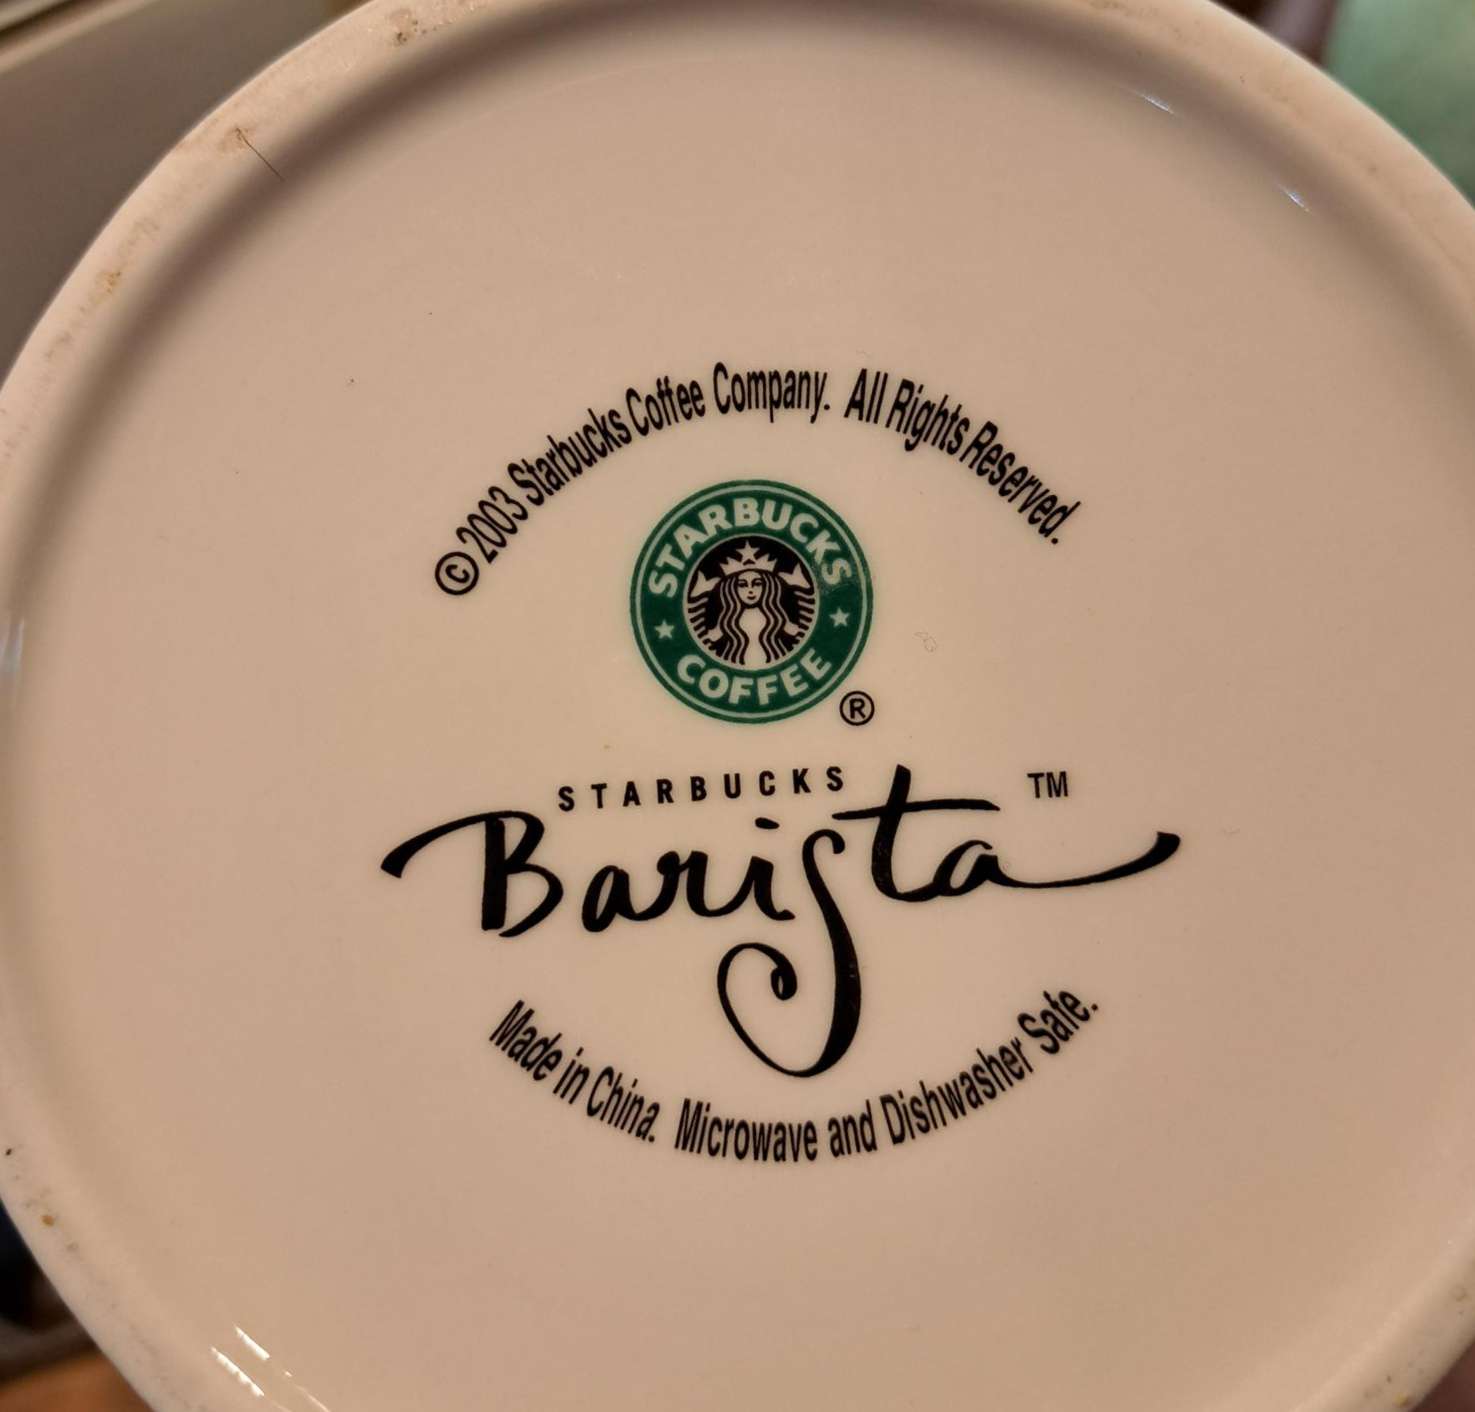 © 2003 Starbucks Coffee Company. All Rights Reserved.
STARBUCKS
COFFEE
®
STARBUCKS
Barista ™
Made in China. Microwave and Dishwasher Safe.